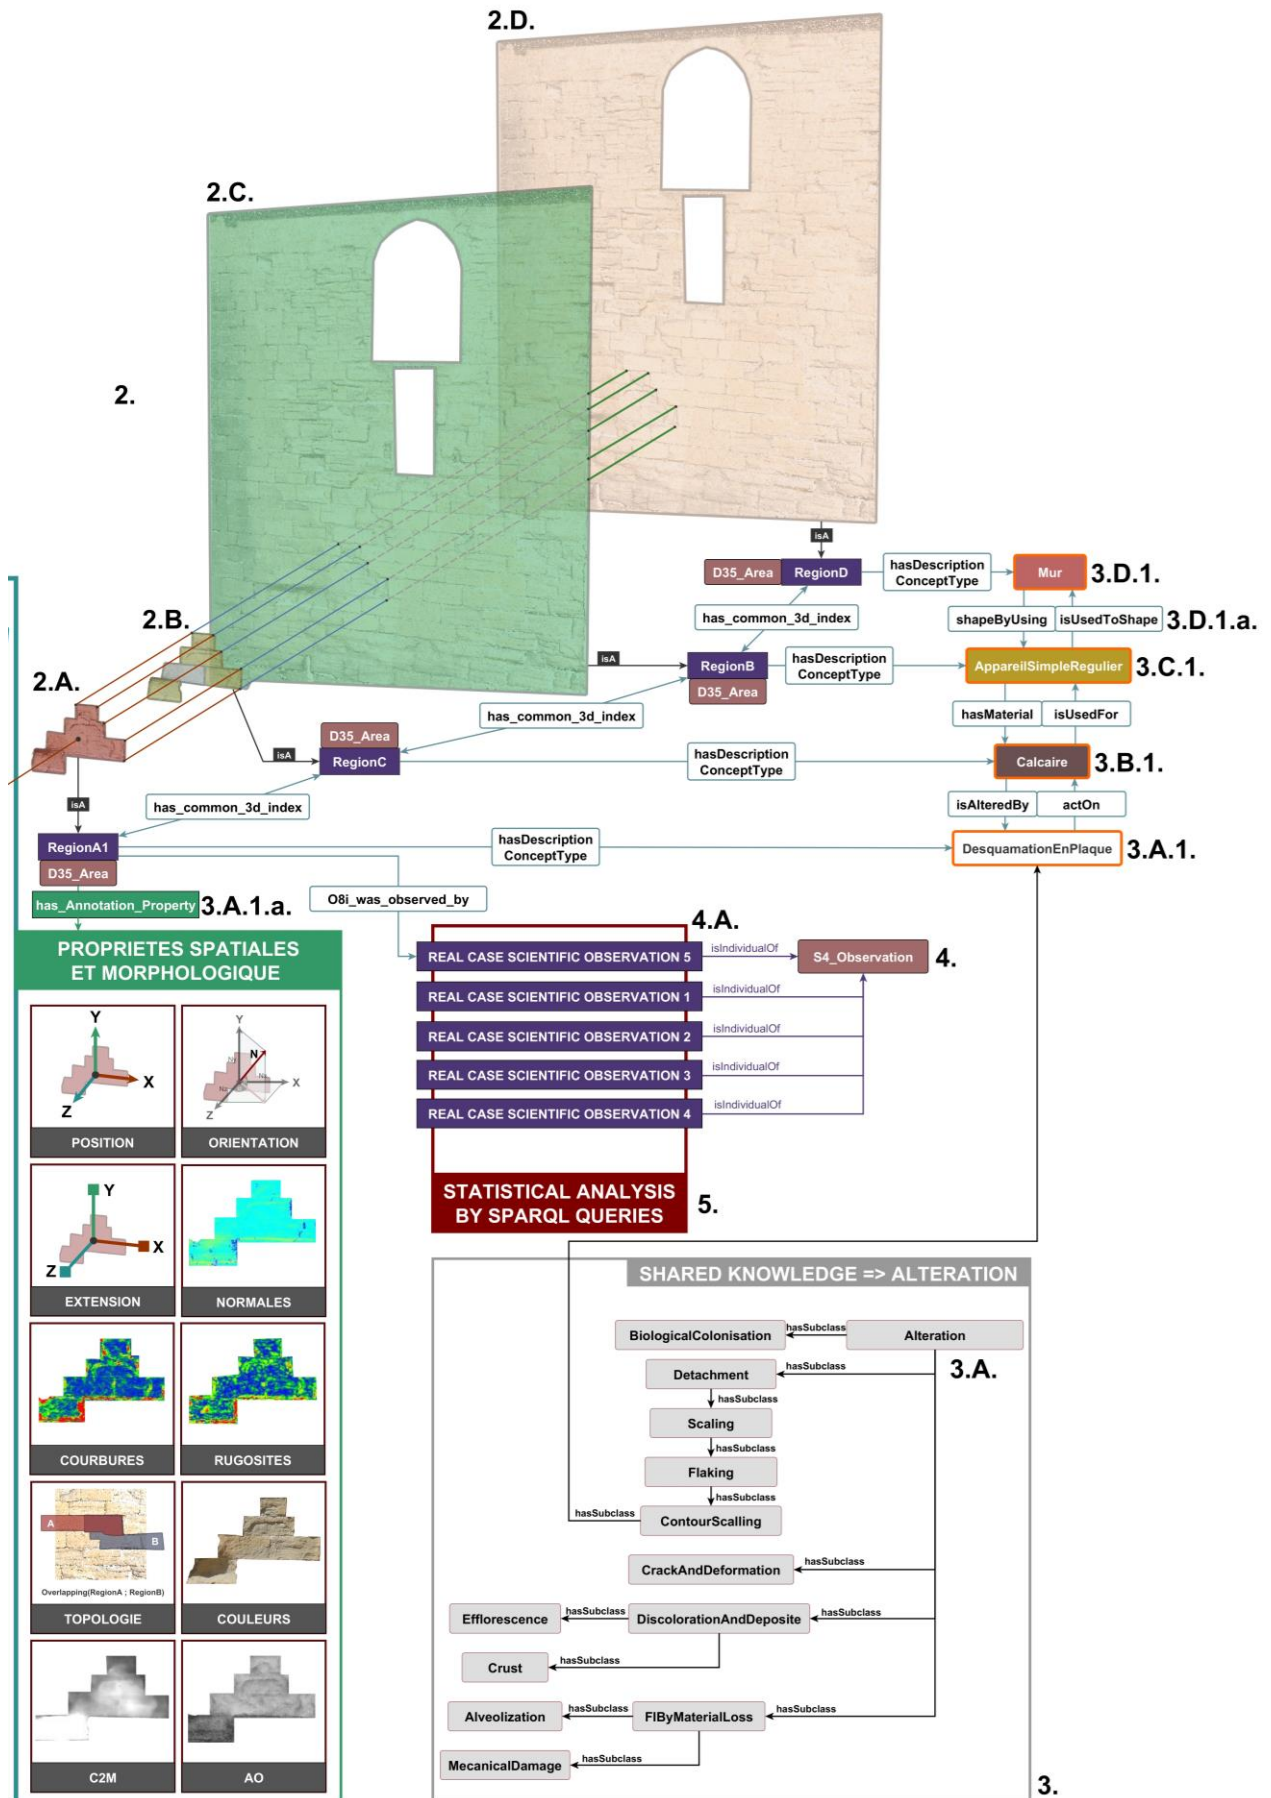 2.D.
2.C.
2.
isA
D35_Area
RegionD
hasDescription
ConceptType
Mur
3.D.1.
2.B.
has_common_3d_index
shapeByUsing
isUsedToShape
3.D.1.a.
isA
RegionB
hasDescription
ConceptType
AppareilSimpleRegulier
3.C.1.
2.A.
D35_Area
has_common_3d_index
hasMaterial
isUsedFor
D35_Area
isA
RegionC
hasDescription
ConceptType
Calcaire
3.B.1.
isA
has_common_3d_index
isAlteredBy
actOn
RegionA1
hasDescription
ConceptType
DesquamationEnPlaque
3.A.1.
D35_Area
has_Annotation_Property
3.A.1.a.
O8i_was_observed_by
4.A.
PROPRIETES SPATIALES
ET MORPHOLOGIQUE
REAL CASE SCIENTIFIC OBSERVATION 5
isIndividualOf
S4_Observation
4.
REAL CASE SCIENTIFIC OBSERVATION 1
isIndividualOf
REAL CASE SCIENTIFIC OBSERVATION 2
isIndividualOf
REAL CASE SCIENTIFIC OBSERVATION 3
isIndividualOf
REAL CASE SCIENTIFIC OBSERVATION 4
isIndividualOf
STATISTICAL ANALYSIS
BY SPARQL QUERIES
5.
Y
X
Z
POSITION
Y
N
X
Z
ORIENTATION
Y
X
Z
EXTENSION
NORMALES
COURBURES
RUGOSITES
A
B
Overlapping(RegionA ; RegionB)
TOPOLOGIE
COULEURS
C2M
AO
SHARED KNOWLEDGE => ALTERATION
BiologicalColonisation
hasSubclass
Alteration
3.A.
Detachment
hasSubclass
hasSubclass
Scaling
hasSubclass
Flaking
hasSubclass
hasSubclass
ContourScalling
CrackAndDeformation
hasSubclass
Efflorescence
hasSubclass
DiscolorationAndDeposite
hasSubclass
Crust
hasSubclass
Alveolization
hasSubclass
FlByMaterialLoss
hasSubclass
MecanicalDamage
hasSubclass
3.